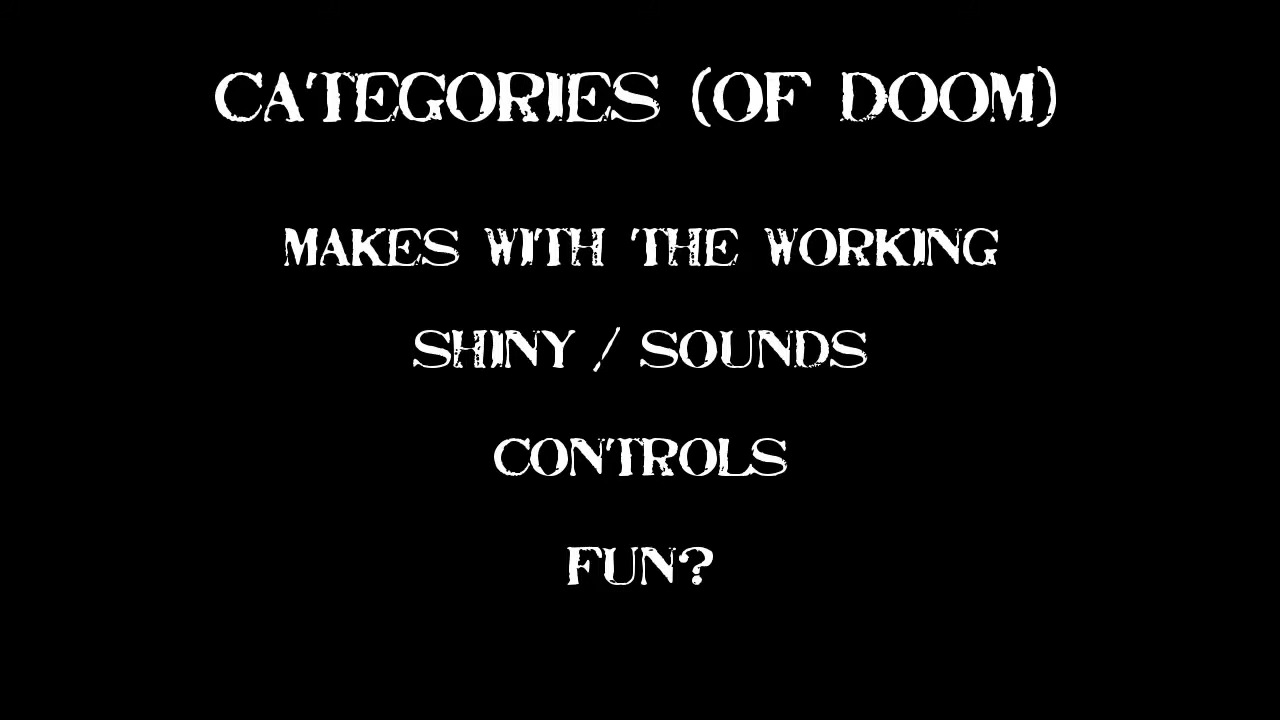 CATEGORIES (OF DOOM)
MAKES WITH THE WORKING
SHINY / SOUNDS
CONTROLS
FUN?